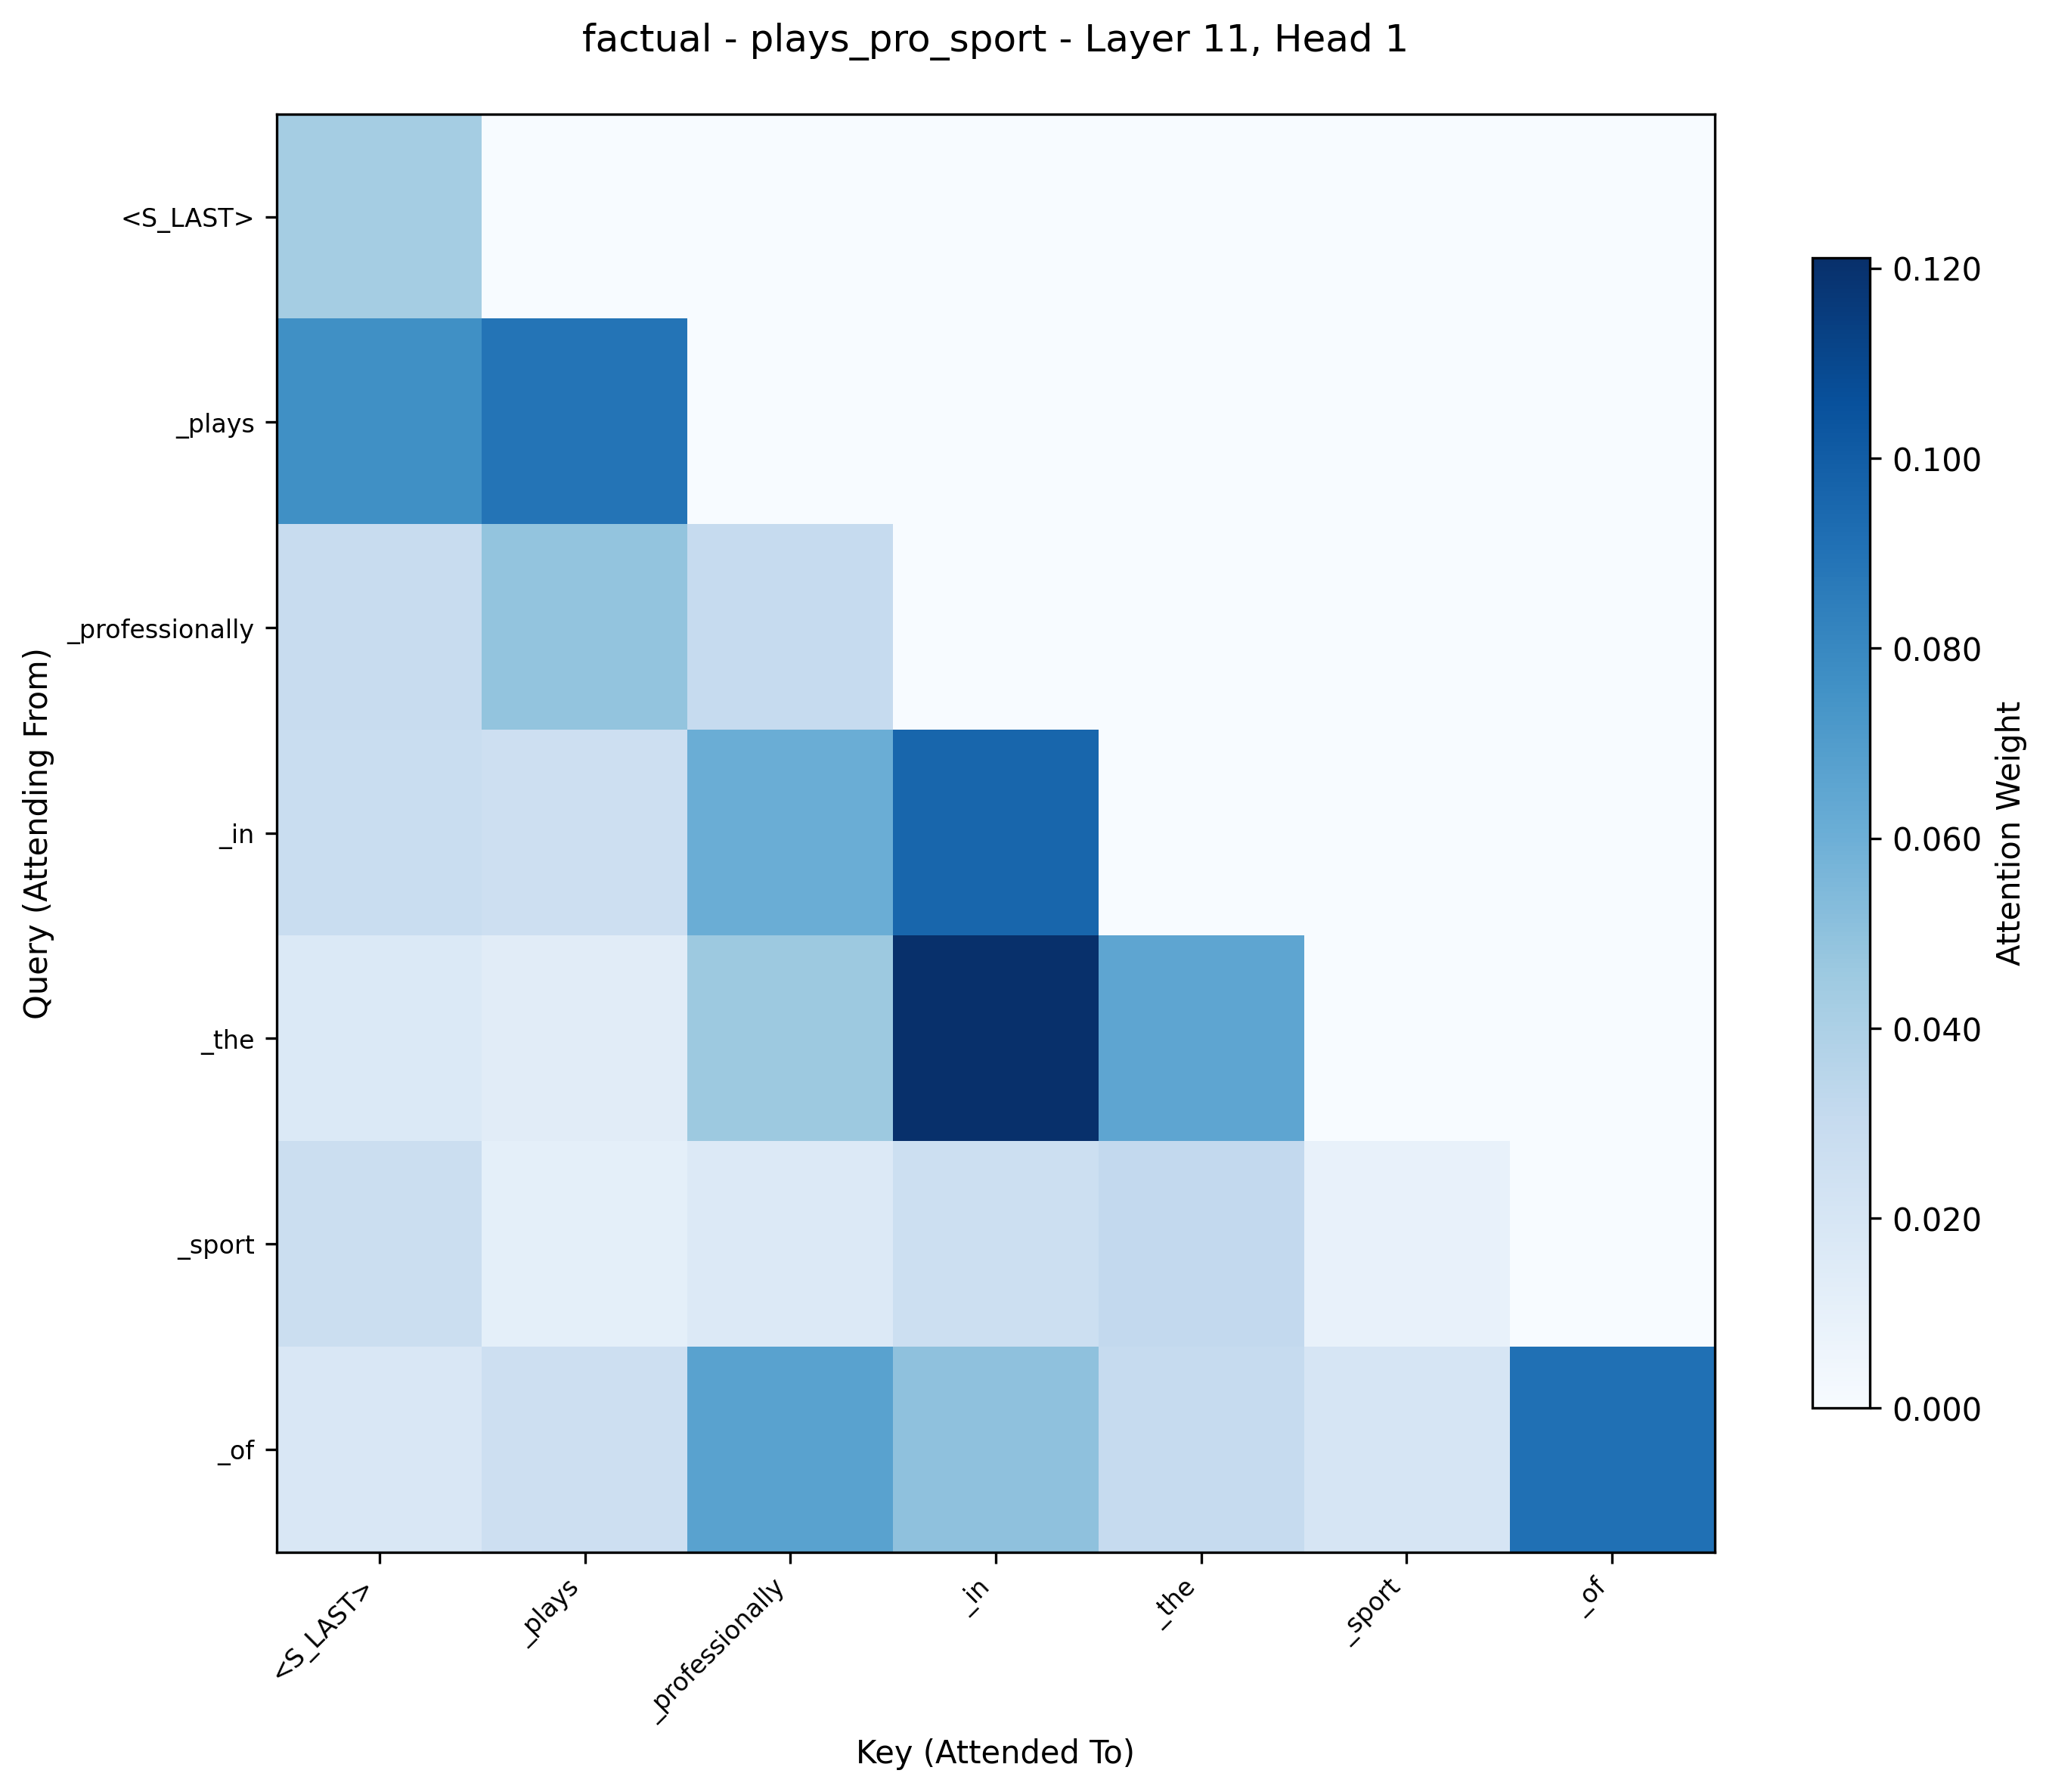 factual - plays_pro_sport - Layer 11, Head 1
Query (Attending From)
<S_LAST>
_plays
_professionally
_in
_the
_sport
_of
<S_LAST>
_plays
_professionally
_in
_the
_sport
_of
Key (Attended To)
0.120
0.100
0.080
0.060
0.040
0.020
0.000
Attention Weight